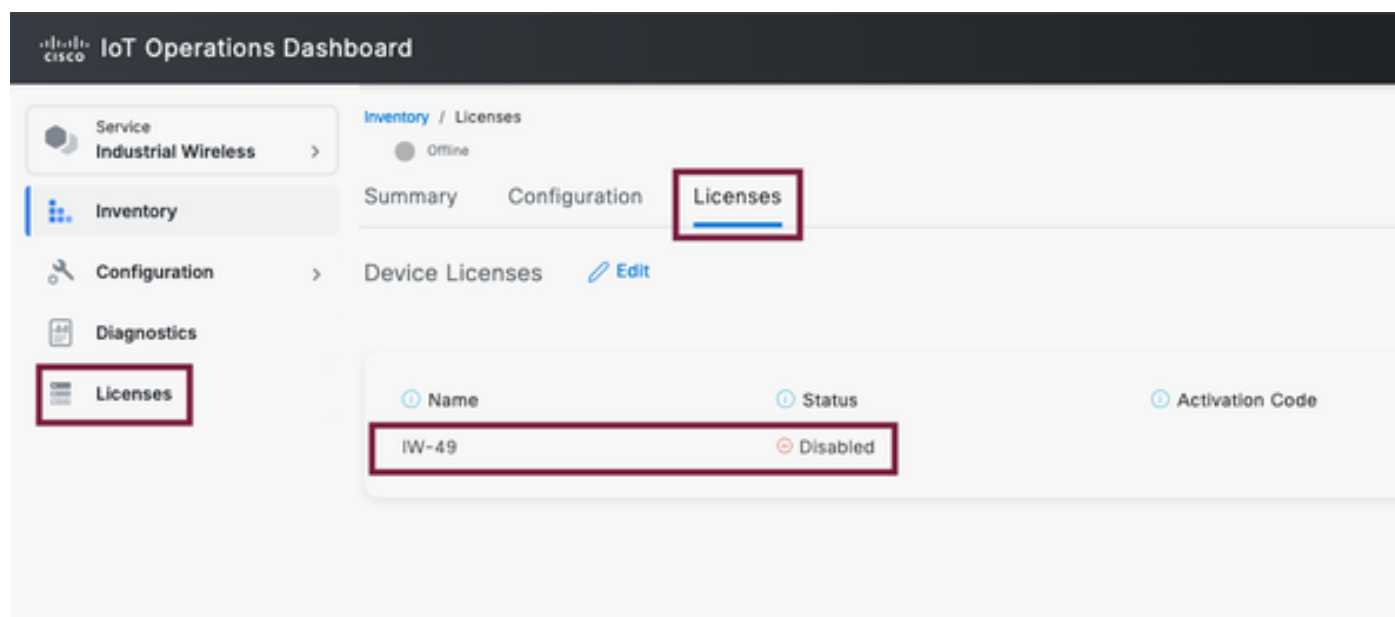 cisco IoT Operations Dashboard
Service
Industrial Wireless
Inventory
Configuration
Diagnostics
Licenses
Inventory / Licenses
Offline
Summary Configuration Licenses
Device Licenses Edit
Name Status Activation Code
IW-49 Disabled